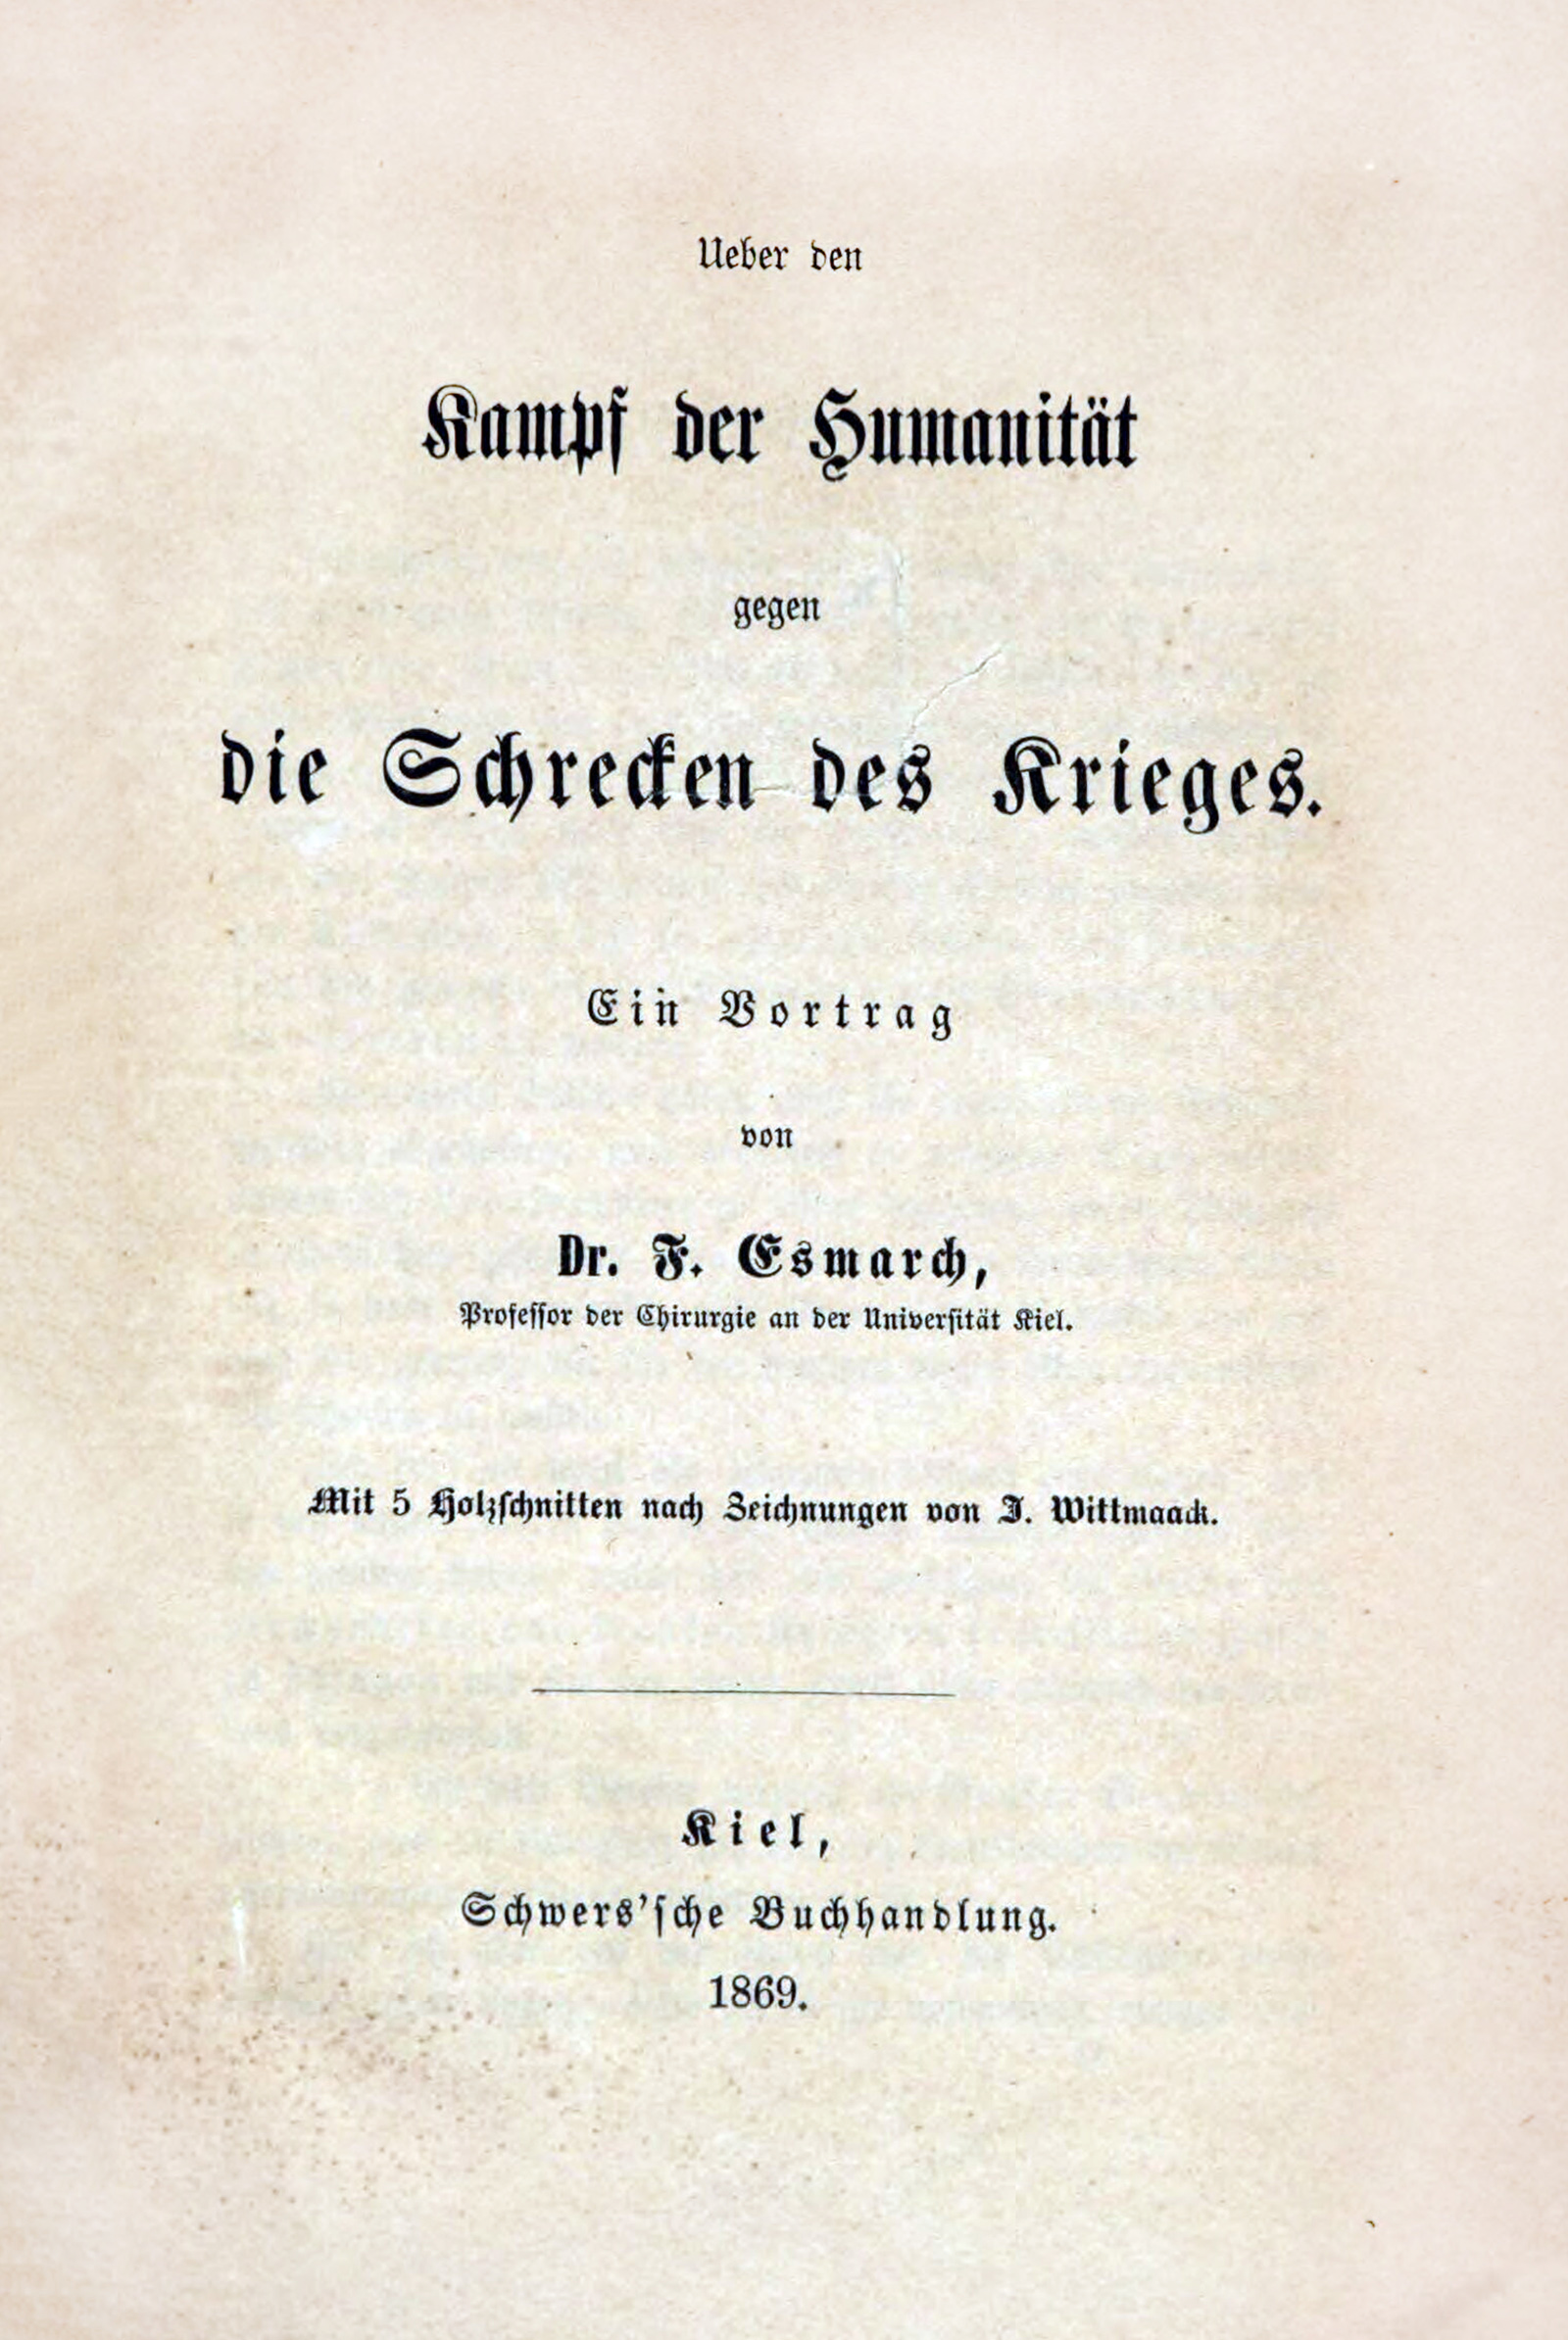 Ueber den
Kampf der Humanität
gegen
die Schrecken des Krieges.
Ein Vortrag
von
Dr. F. Esmarch,
Professor der Chirurgie an der Universität Kiel.
Mit 5 Holzschnitten nach Zeichnungen von J. Wittmaack.
Kiel,
Schwers'sche Buchhandlung.
1869.